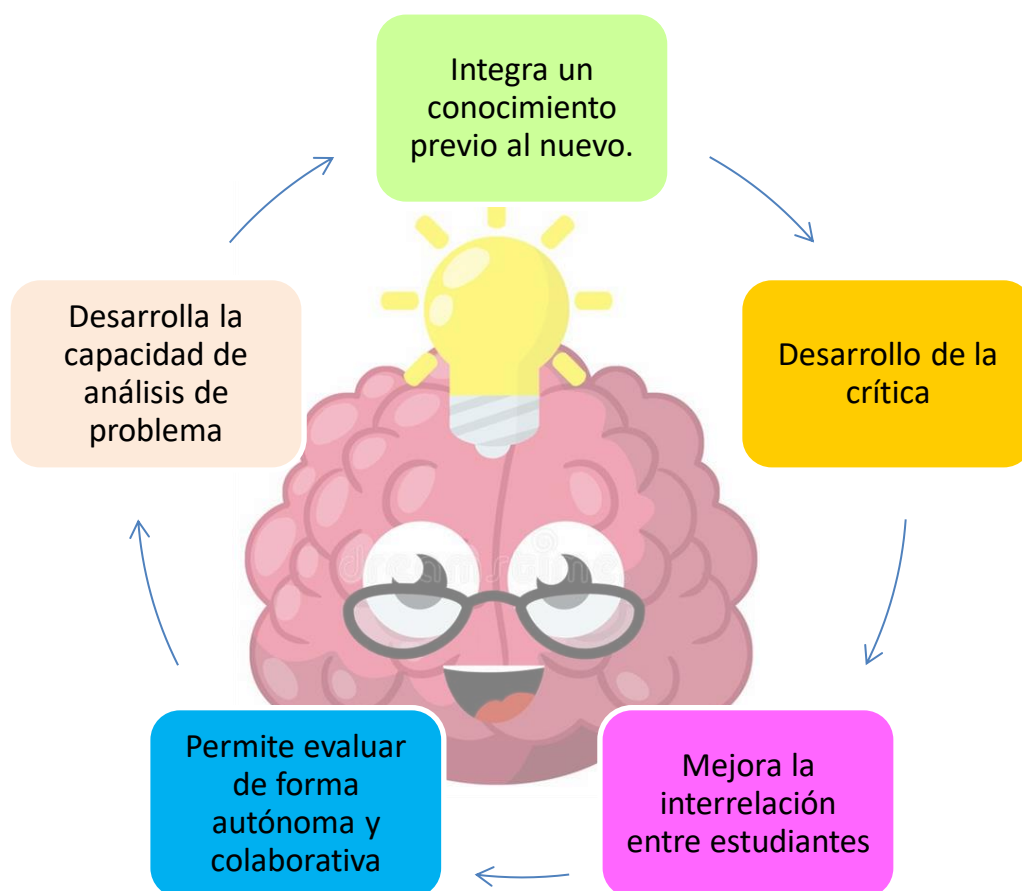 Integra un
conocimiento
previo al nuevo.
Desarrollo de la
crítica
Mejora la
interrelación
entre estudiantes
Permite evaluar
de forma
autónoma y
colaborativa
Desarrolla la
capacidad de
análisis de
problema
dreamstime